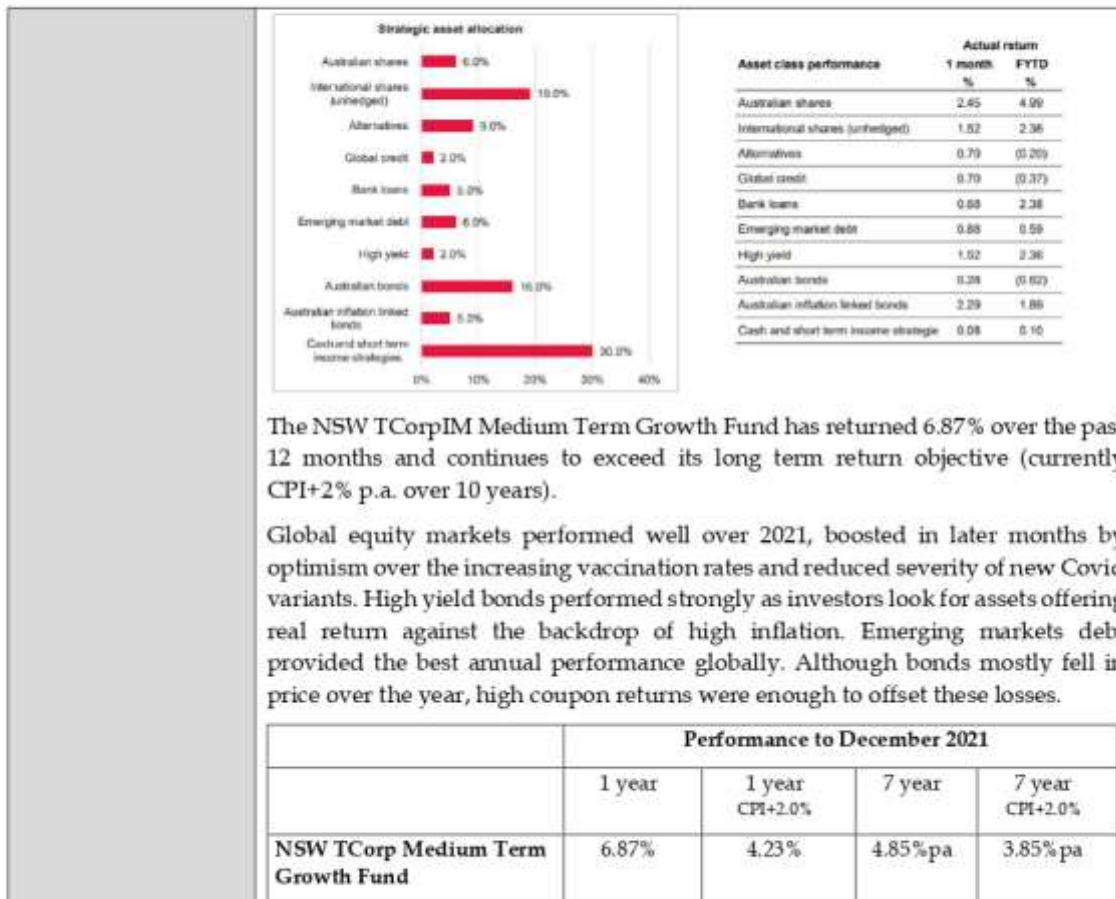 Strategic asset allocation
Australian shares 6.0%
International shares
(unhedged) 19.0%
Alternatives 9.0%
Global credit 2.0%
Bank loans 5.0%
Emerging market debt 6.0%
High yield 2.0%
Australian bonds 16.0%
Australian inflation linked
bonds 5.0%
Cash and short term
income strategies 30.0%
0% 10% 20% 30% 40%
Actual return
Asset class performance 1 month FYTD
% %
Australian shares 2.45 4.99
International shares (unhedged) 1.52 2.36
Alternatives 0.79 (0.20)
Global credit 0.70 (0.37)
Bank loans 0.88 2.38
Emerging market debt 0.88 0.59
High yield 1.52 2.36
Australian bonds 0.28 (0.62)
Australian inflation linked bonds 2.29
Cash and short term income strategie 0.08 0.10
The NSW TCorpIM Medium Term Growth Fund has returned 6.87% over the pas
12 months and continues to exceed its long term return objective (currently
CPI+2% p.a. over 10 years).
Global equity markets performed well over 2021, boosted in later months by
optimism over the increasing vaccination rates and reduced severity of new Covid
variants. High yield bonds performed strongly as investors look for assets offering
real return against the backdrop of high inflation. Emerging markets deb
provided the best annual performance globally. Although bonds mostly fell in
price over the year, high coupon returns were enough to offset these losses.
Performance to December 2021
1 year 1 year 7 year 7 year
CPI+2.0% CPI+2.0%
NSW TCorp Medium Term 6.87% 4.23% 4.85%pa 3.85%pa
Growth Fund